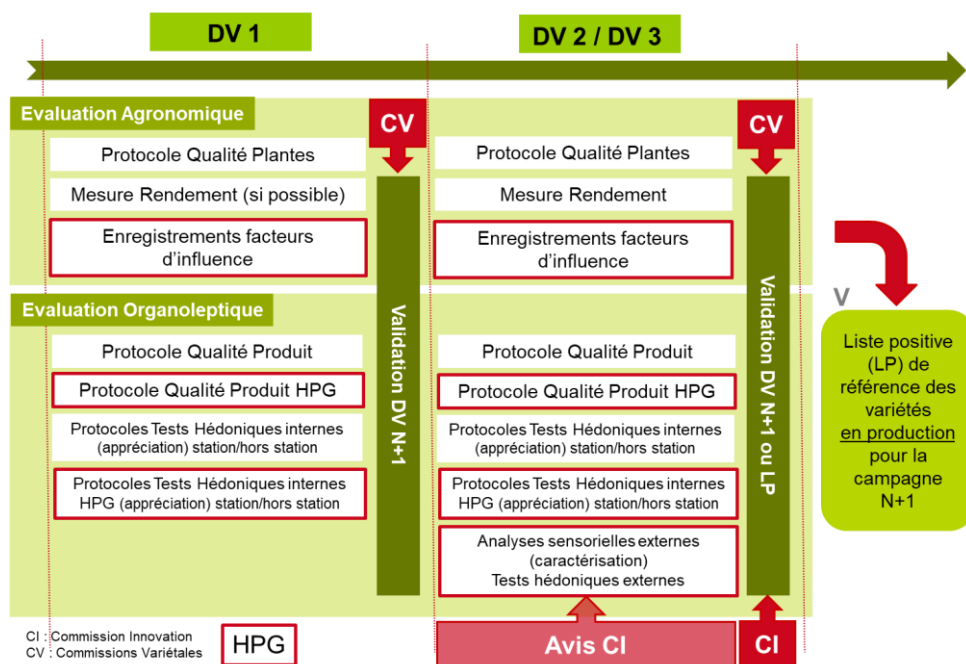 DV 1
DV 2 / DV 3
Evaluation Agronomique
CV
CV
Protocole Qualité Plantes
Mesure Rendement (si possible)
Enregistrements facteurs
d'influence
Protocole Qualité Plantes
Mesure Rendement
Enregistrements facteurs
d'influence
Evaluation Organoleptique
Protocole Qualité Produit
Protocole Qualité Produit HPG
Protocoles Tests Hédoniques internes
(appréciation) station/hors station
Protocoles Tests Hédoniques internes
HPG (appréciation) station/hors station
Validation DV N+1
Protocole Qualité Produit
Protocole Qualité Produit HPG
Protocoles Tests Hédoniques internes
(appréciation) station/hors station
Protocoles Tests Hédoniques internes
HPG (appréciation) station/hors station
Analyses sensorielles externes
(caractérisation)
Tests hédoniques externes
Validation DV N+1 ou LP
V
Liste positive
(LP) de
référence des
variétés
en production
pour la
campagne
N+1
CI : Commission Innovation
CV : Commissions Variétales
HPG
Avis CI
CI